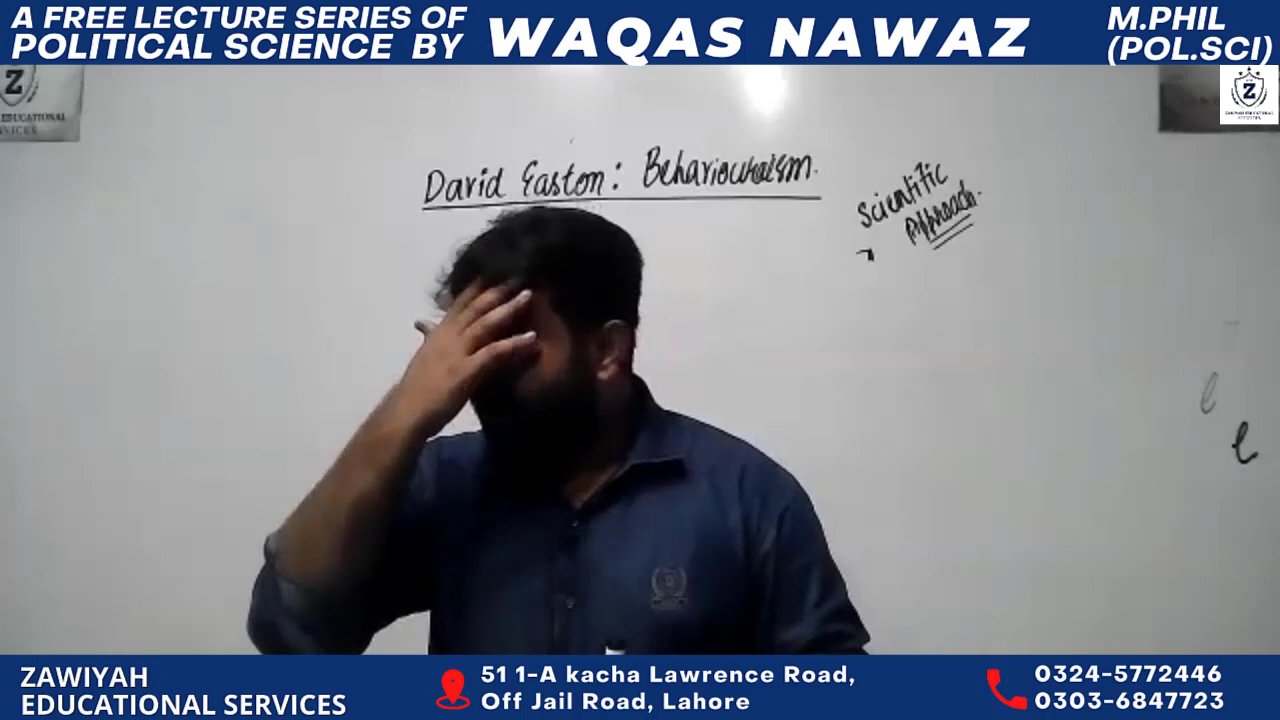 A FREE LECTURE SERIES OF
POLITICAL SCIENCE BY
WAQAS NAWAZ
M.PHIL
(POL.SCI)
Z
EDUCATIONAL
Z
David Easton: Behaviouralism.
Scientific
Approach.
e
e
ZAWIYAH
EDUCATIONAL SERVICES
51 1-A kacha Lawrence Road,
Off Jail Road, Lahore
0324-5772446
0303-6847723